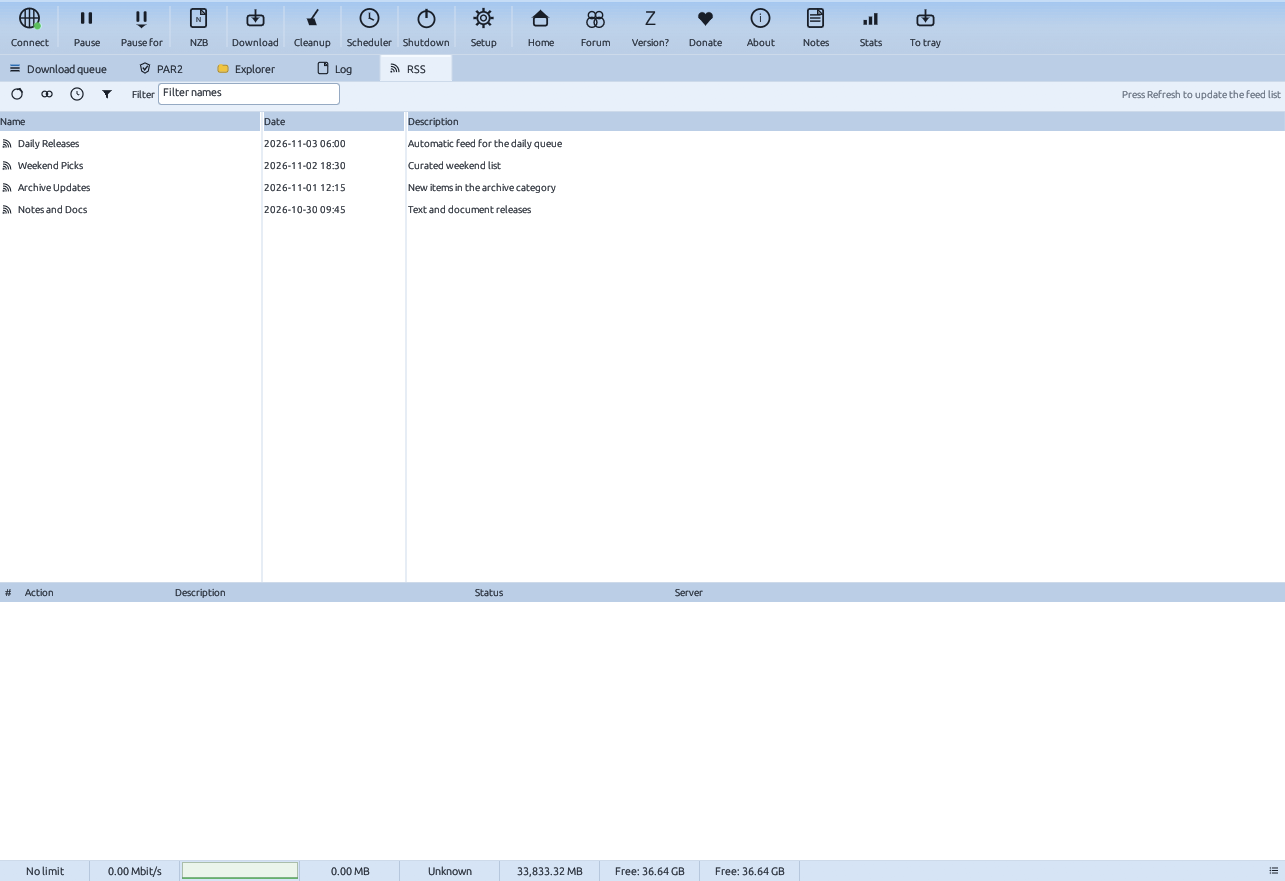 Connect Pause Pause for NZB Download Cleanup Scheduler Shutdown Setup Home Forum Version? Donate About Notes Stats To tray
Download queue PAR2 Explorer Log RSS
Filter Filter names Press Refresh to update the feed list
Name Date Description
Daily Releases 2026-11-03 06:00 Automatic feed for the daily queue
Weekend Picks 2026-11-02 18:30 Curated weekend list
Archive Updates 2026-11-01 12:15 New items in the archive category
Notes and Docs 2026-10-30 09:45 Text and document releases
# Action Description Status Server
No limit 0.00 Mbit/s 0.00 MB Unknown 33,833.32 MB Free: 36.64 GB Free: 36.64 GB